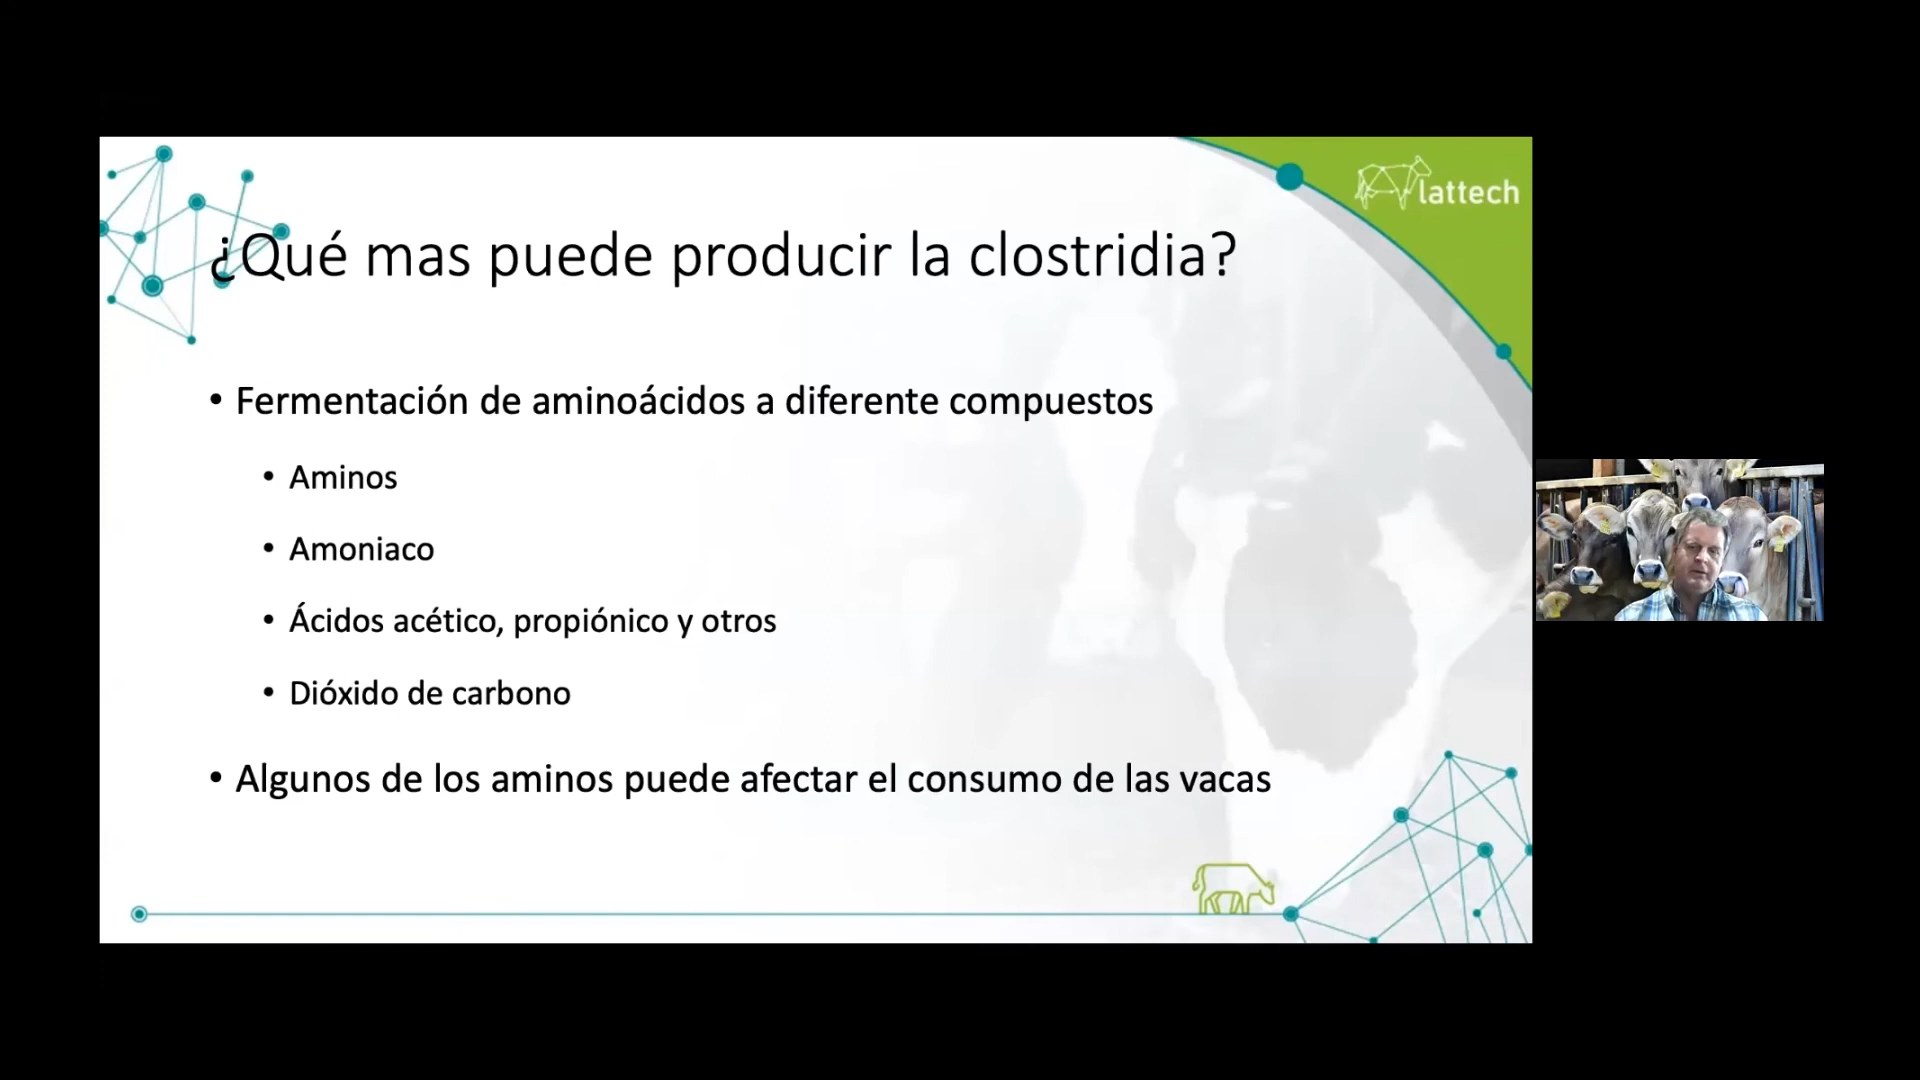 lattech
¿Qué mas puede producir la clostridia?
• Fermentación de aminoácidos a diferente compuestos
• Aminos
• Amoniaco
• Ácidos acético, propiónico y otros
• Dióxido de carbono
• Algunos de los aminos puede afectar el consumo de las vacas